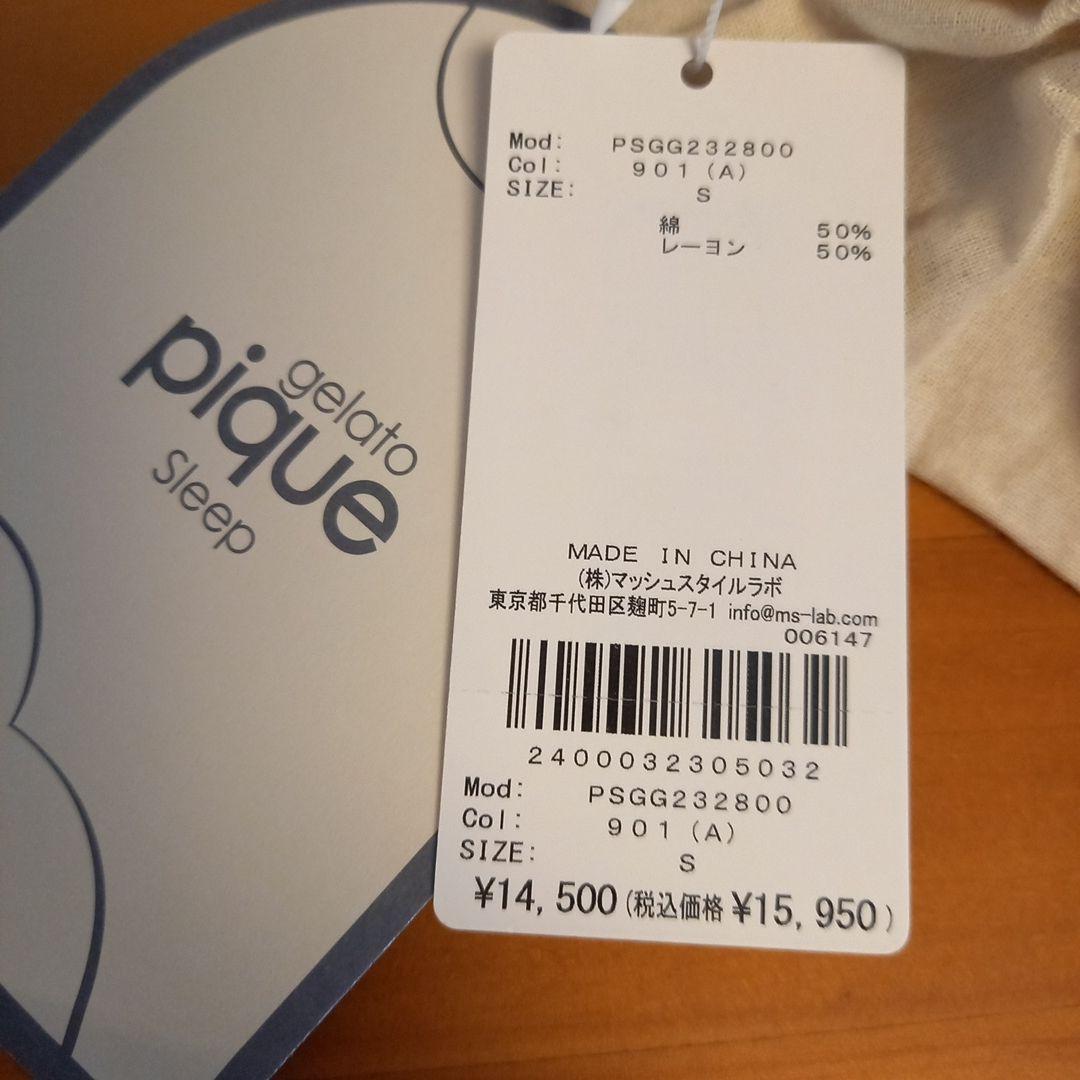 gelato
pique
Sleep
Mod: PSGG232800
Col: 901(A)
SIZE: S
綿 50%
レーヨン 50%
MADE IN CHINA
(株)マッシュスタイルラボ
東京都千代田区麹町5-7-1 info@ms-lab.com
006147
2400032305032
Mod: PSGG232800
Col: 901(A)
SIZE: S
¥14,500(税込価格 ¥15,950)